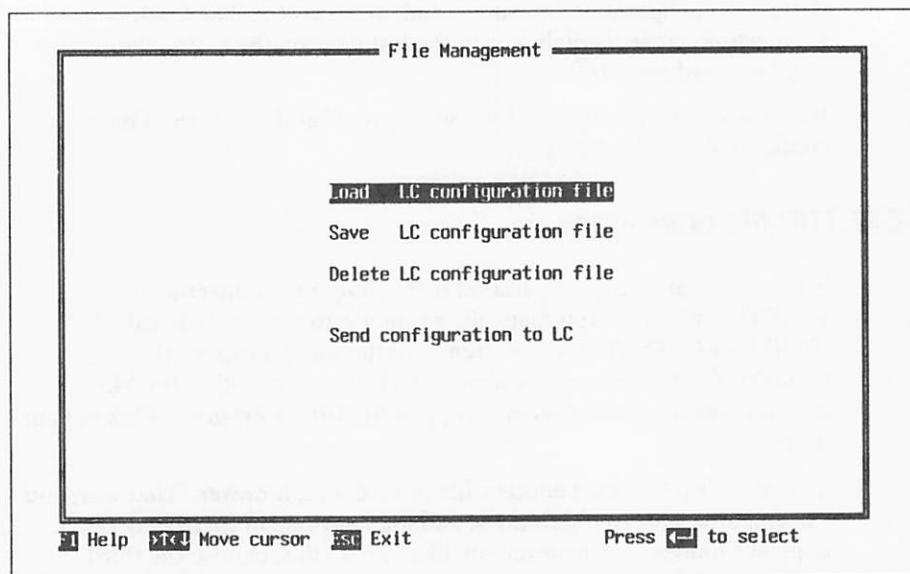 File Management
Load LC configuration file
Save LC configuration file
Delete LC configuration file
Send configuration to LC
F1 Help Move cursor ESC Exit Press to select